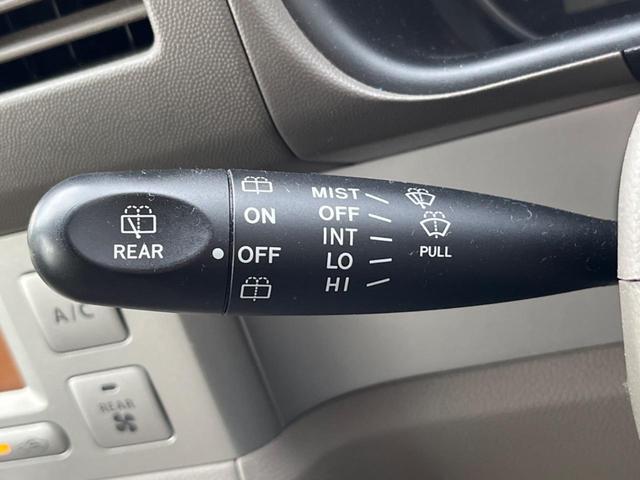 REAR
ON
OFF
MIST
OFF
INT
LO
HI
PULL
A/C
REAR